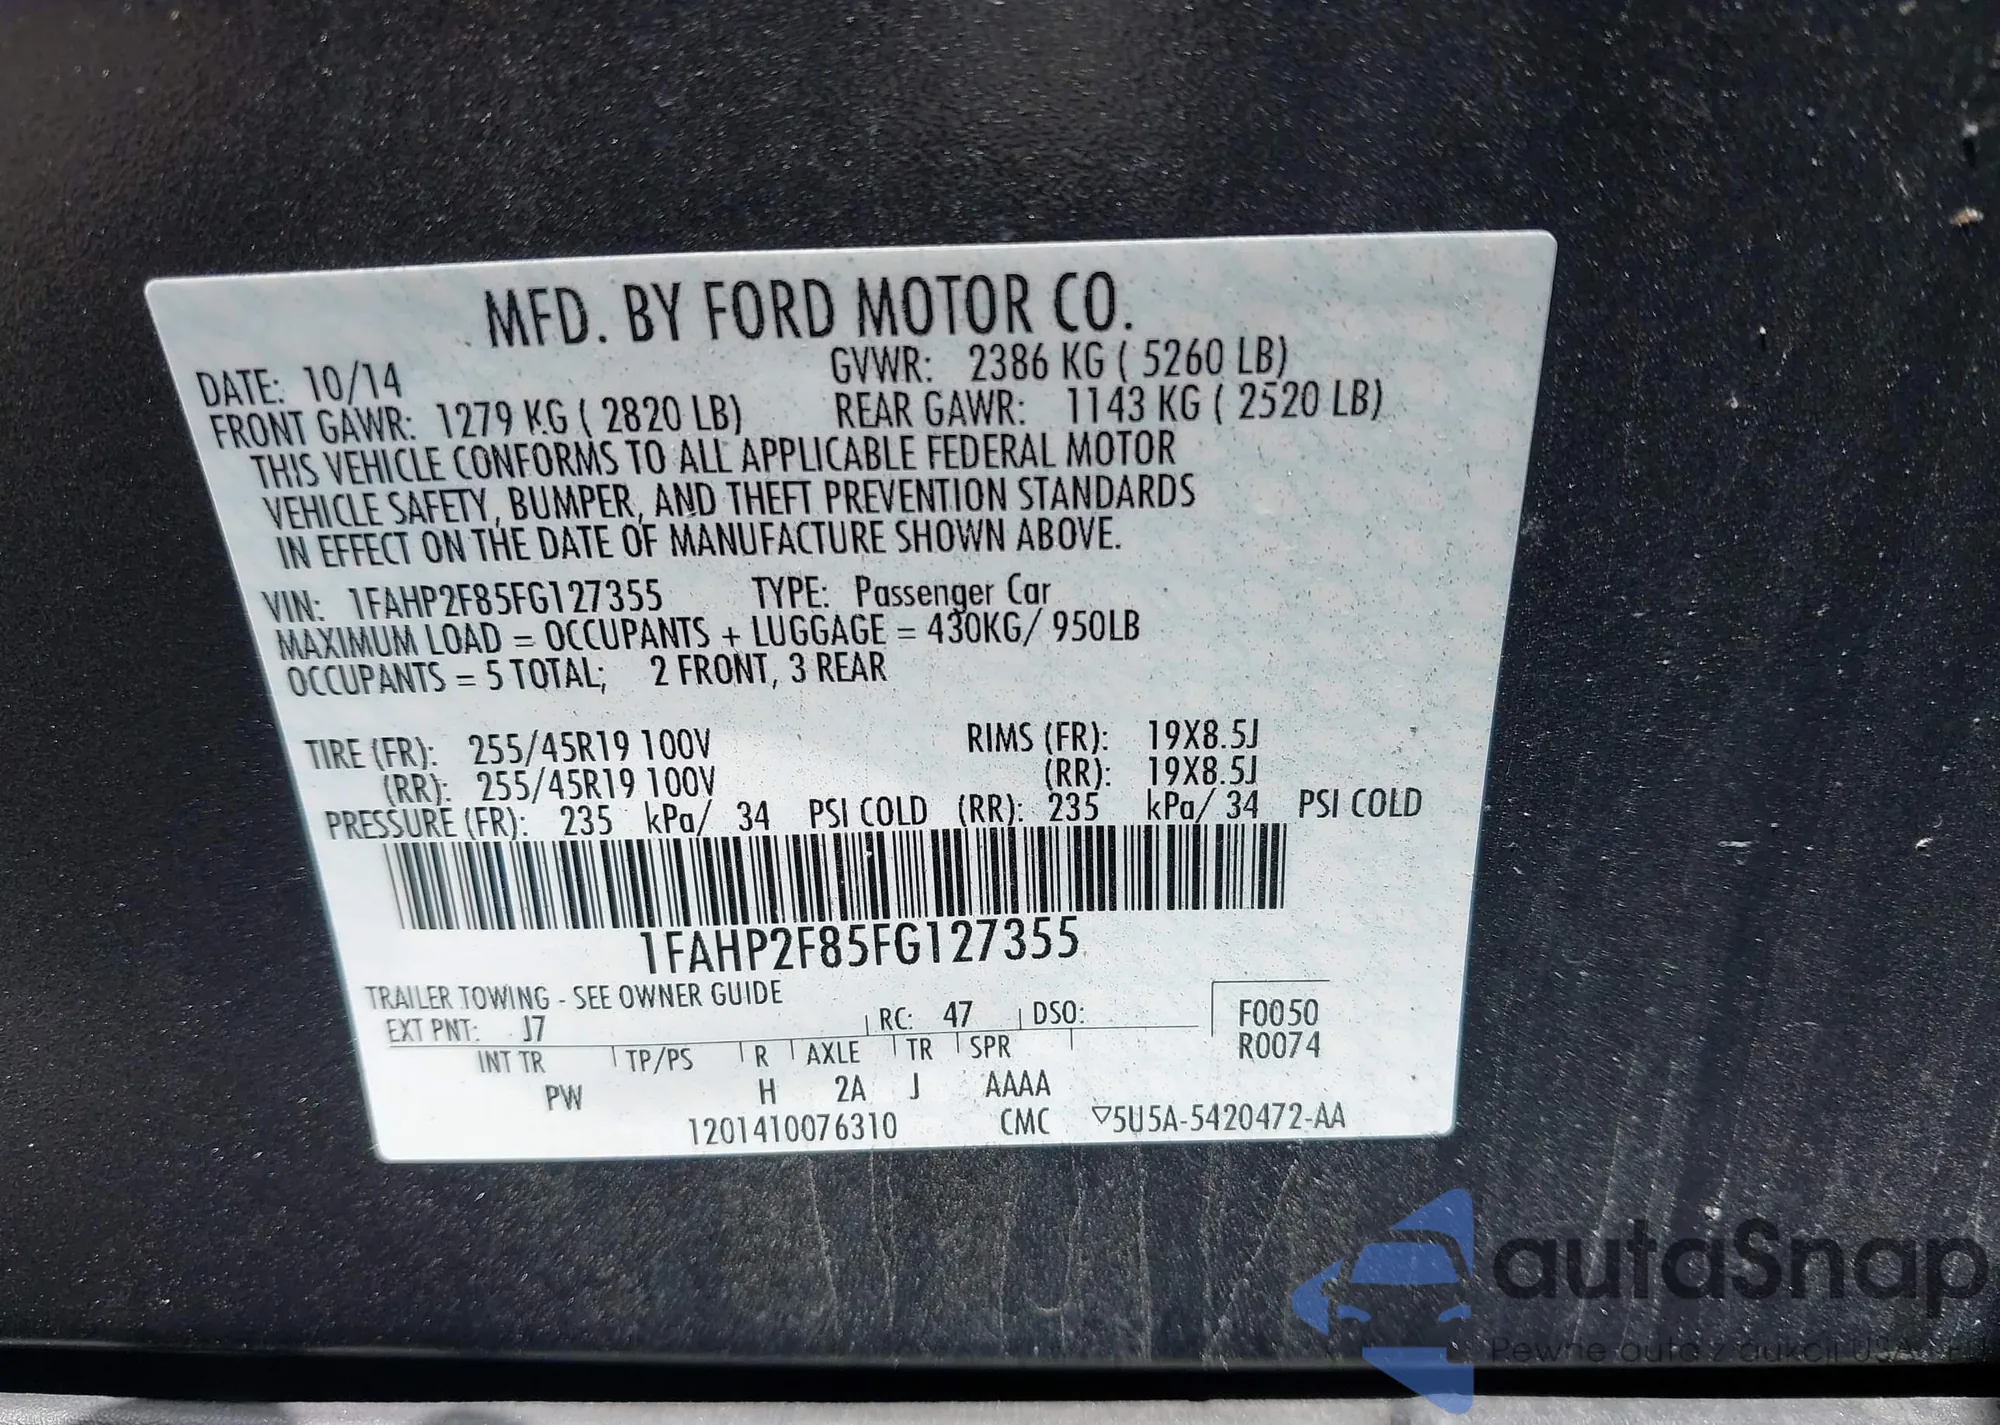 MFD. BY FORD MOTOR CO.
DATE: 10/14 GVWR: 2386 KG ( 5260 LB)
FRONT GAWR: 1279 KG ( 2820 LB) REAR GAWR: 1143 KG ( 2520 LB)
THIS VEHICLE CONFORMS TO ALL APPLICABLE FEDERAL MOTOR
VEHICLE SAFETY, BUMPER, AND THEFT PREVENTION STANDARDS
IN EFFECT ON THE DATE OF MANUFACTURE SHOWN ABOVE.
VIN: 1FAHP2F85FG127355 TYPE: Passenger Car
MAXIMUM LOAD = OCCUPANTS + LUGGAGE = 430KG/ 950LB
OCCUPANTS = 5 TOTAL; 2 FRONT, 3 REAR
TIRE (FR): 255/45R19 100V RIMS (FR): 19X8.5J
(RR): 255/45R19 100V (RR): 19X8.5J
PRESSURE (FR): 235 kPa/ 34 PSI COLD (RR): 235 kPa/ 34 PSI COLD
1FAHP2F85FG127355
TRAILER TOWING - SEE OWNER GUIDE
EXT PNT: J7 RC: 47 DSO: F0050
INT TR TP/PS R AXLE TR SPR R0074
PW H 2A J AAAA
1201410076310 CMC ▽5U5A-5420472-AA
autaSnap
Pewne auta z aukcji USA